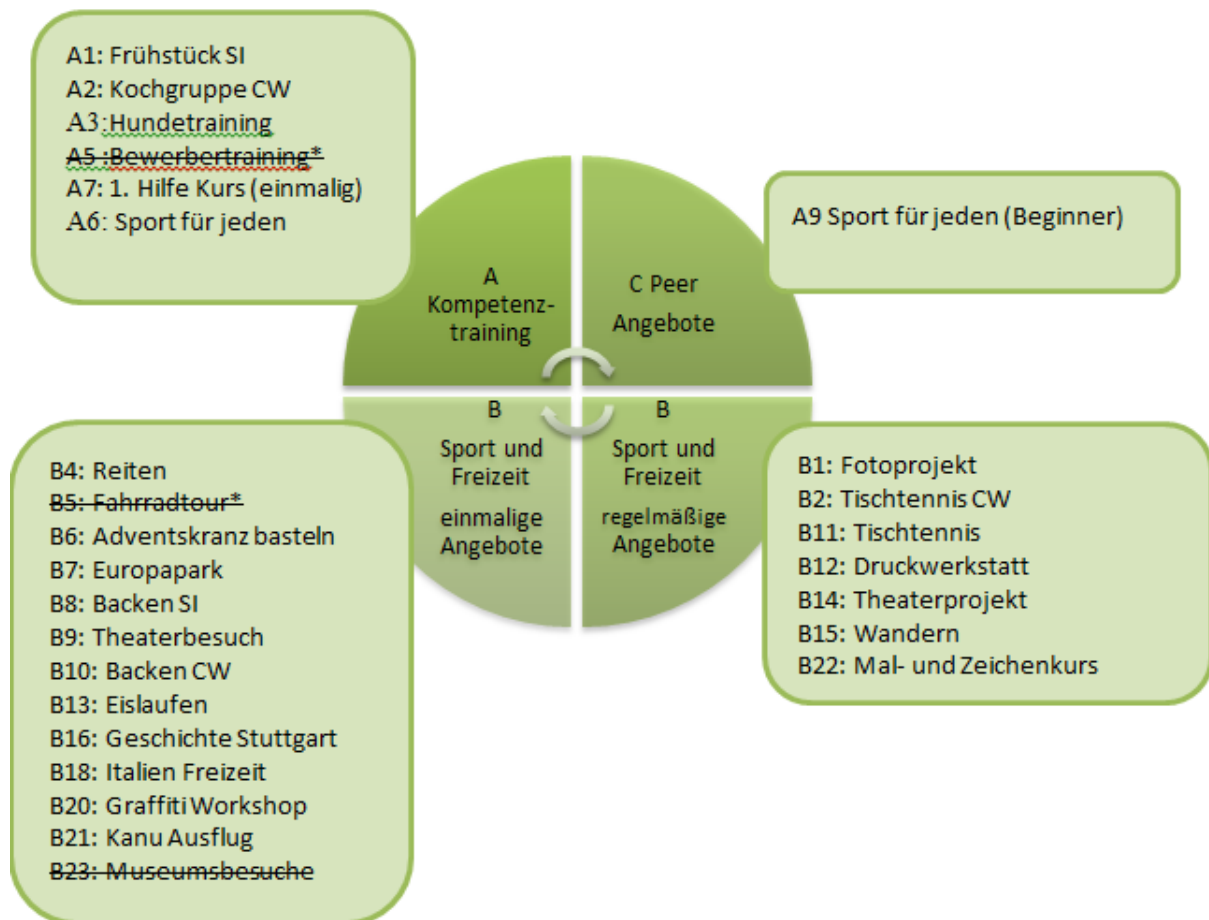 A1: Frühstück SI
A2: Kochgruppe CW
A3:Hundetraining
A5 :Bewerbertraining*
A7: 1. Hilfe Kurs (einmalig)
A6: Sport für jeden
A9 Sport für jeden (Beginner)
A
Kompetenz-
training
C Peer
Angebote
B
Sport und
Freizeit
einmalige
Angebote
B
Sport und
Freizeit
regelmäßige
Angebote
B4: Reiten
B5: Fahrradtour*
B6: Adventskranz basteln
B7: Europapark
B8: Backen SI
B9: Theaterbesuch
B10: Backen CW
B13: Eislaufen
B16: Geschichte Stuttgart
B18: Italien Freizeit
B20: Graffiti Workshop
B21: Kanu Ausflug
B23: Museumsbesuche
B1: Fotoprojekt
B2: Tischtennis CW
B11: Tischtennis
B12: Druckwerkstatt
B14: Theaterprojekt
B15: Wandern
B22: Mal- und Zeichenkurs